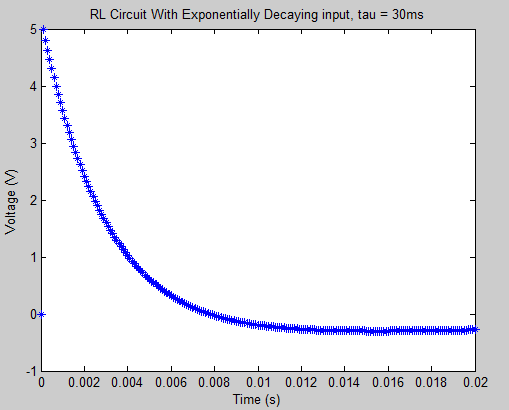 RL Circuit With Exponentially Decaying input, tau = 30ms
5
4
3
2
1
0
-1
Voltage (V)
0 0.002 0.004 0.006 0.008 0.01 0.012 0.014 0.016 0.018 0.02
Time (s)